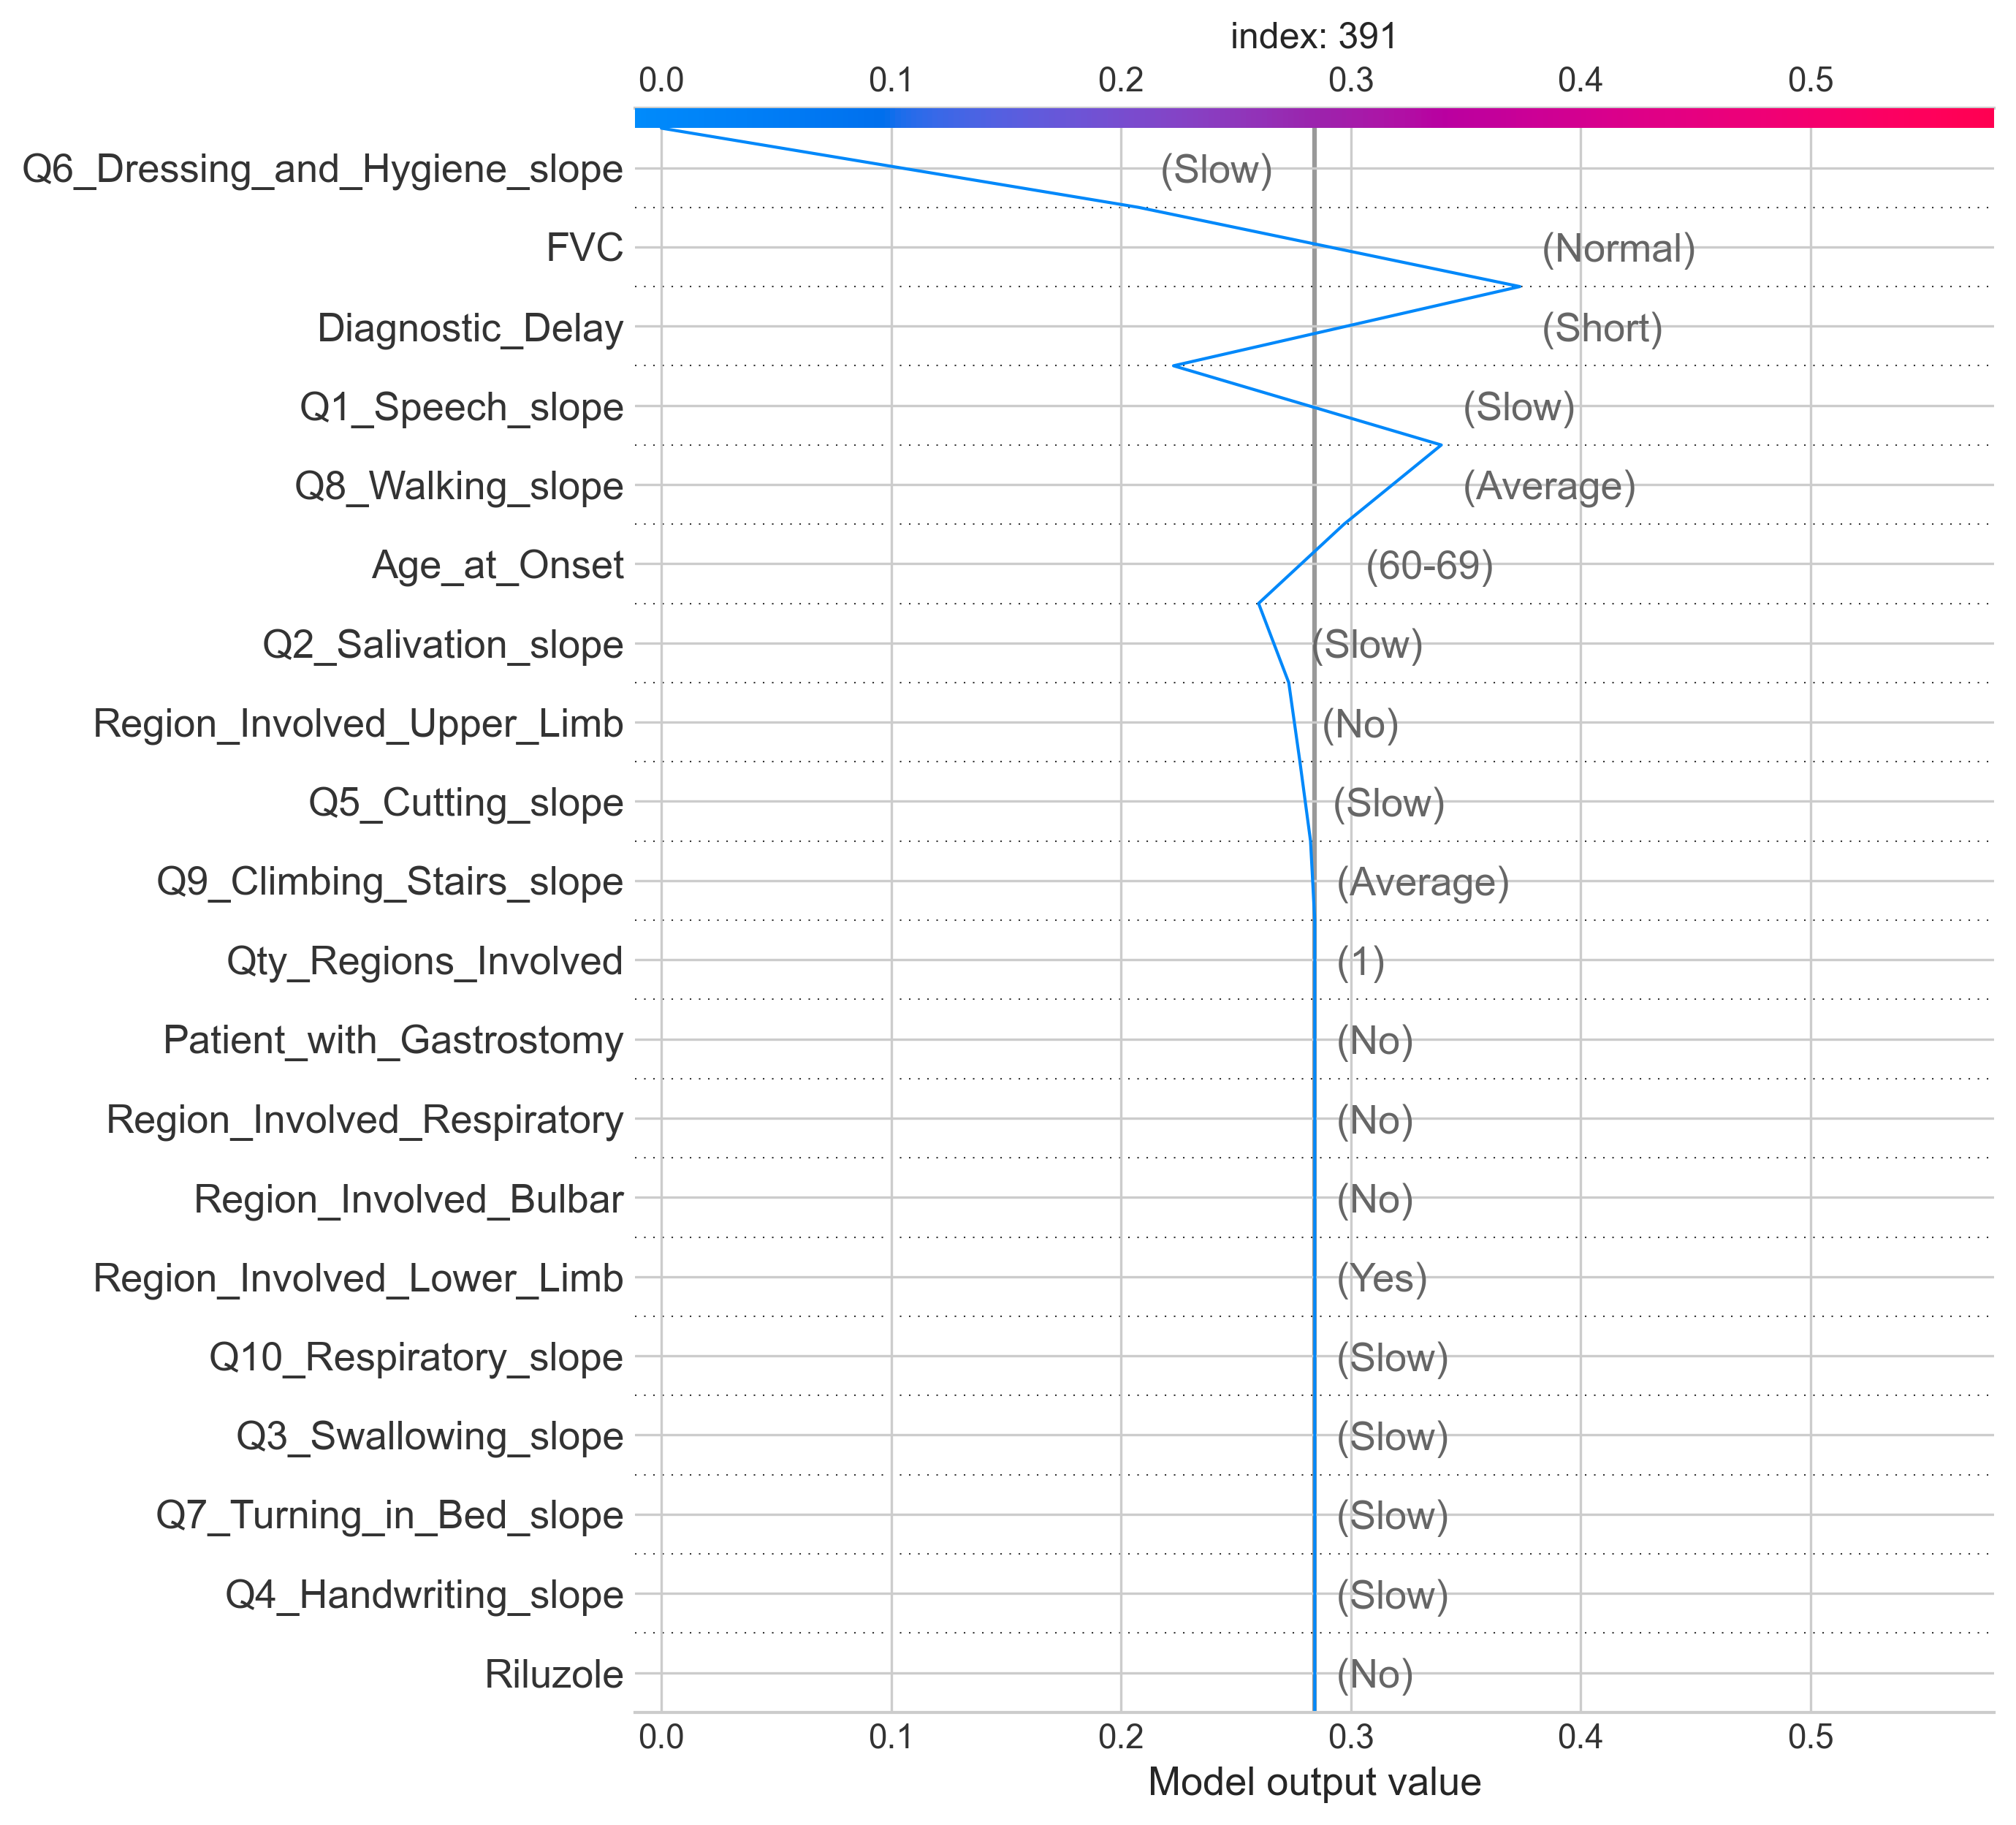 index: 391
0.0 0.1 0.2 0.3 0.4 0.5
Q6_Dressing_and_Hygiene_slope (Slow)
FVC (Normal)
Diagnostic_Delay (Short)
Q1_Speech_slope (Slow)
Q8_Walking_slope (Average)
Age_at_Onset (60-69)
Q2_Salivation_slope (Slow)
Region_Involved_Upper_Limb (No)
Q5_Cutting_slope (Slow)
Q9_Climbing_Stairs_slope (Average)
Qty_Regions_Involved (1)
Patient_with_Gastrostomy (No)
Region_Involved_Respiratory (No)
Region_Involved_Bulbar (No)
Region_Involved_Lower_Limb (Yes)
Q10_Respiratory_slope (Slow)
Q3_Swallowing_slope (Slow)
Q7_Turning_in_Bed_slope (Slow)
Q4_Handwriting_slope (Slow)
Riluzole (No)
0.0 0.1 0.2 0.3 0.4 0.5
Model output value